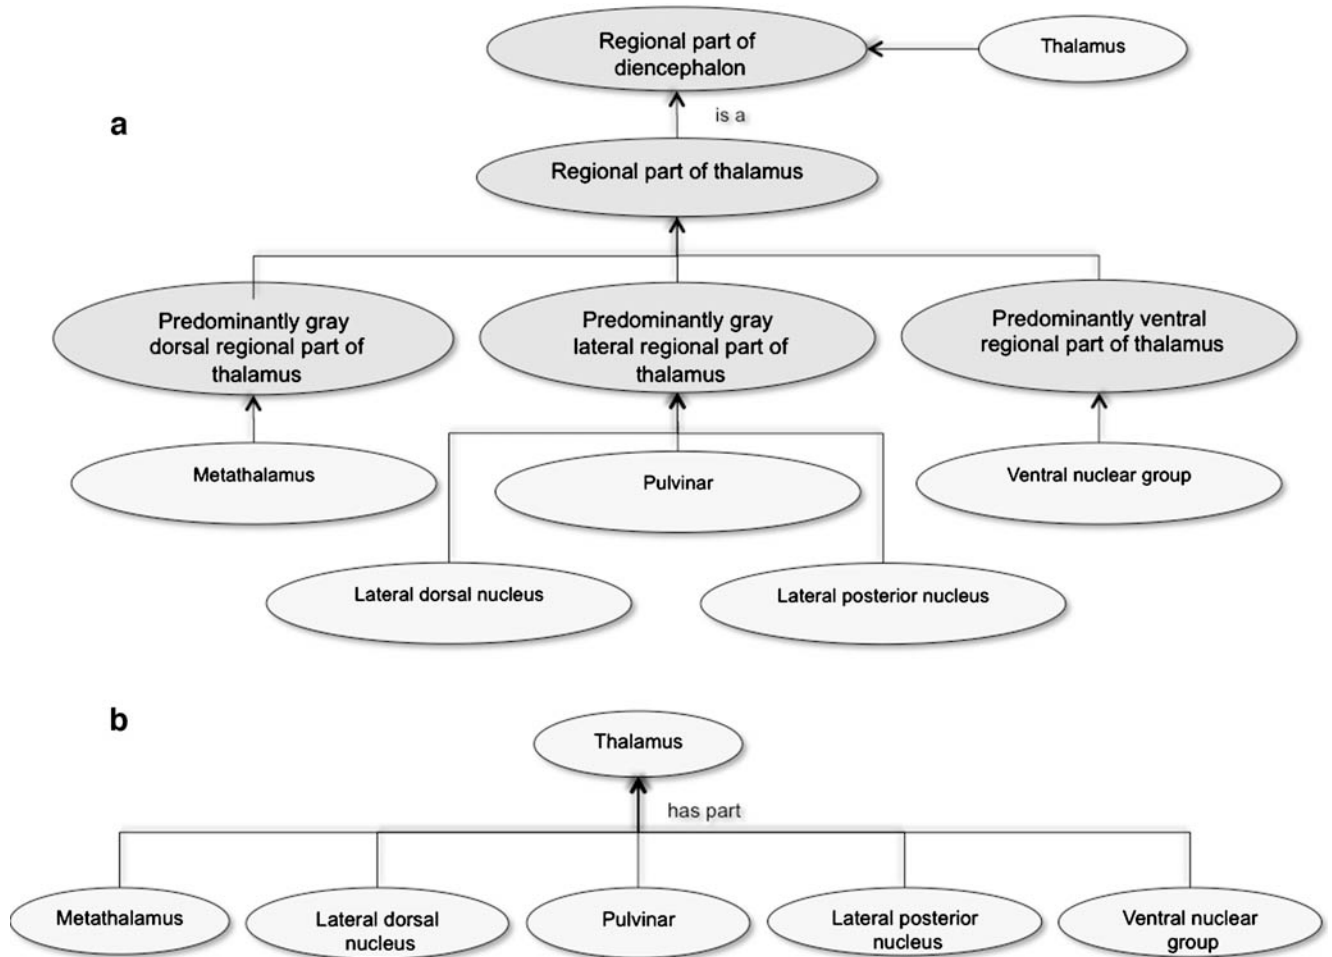 Regional part of
diencephalon
Thalamus
a
is a
Regional part of thalamus
Predominantly gray
dorsal regional part of
thalamus
Predominantly gray
lateral regional part of
thalamus
Predominantly ventral
regional part of thalamus
Metathalamus
Pulvinar
Ventral nuclear group
Lateral dorsal nucleus
Lateral posterior nucleus
b
Thalamus
has part
Metathalamus
Lateral dorsal
nucleus
Pulvinar
Lateral posterior
nucleus
Ventral nuclear
group